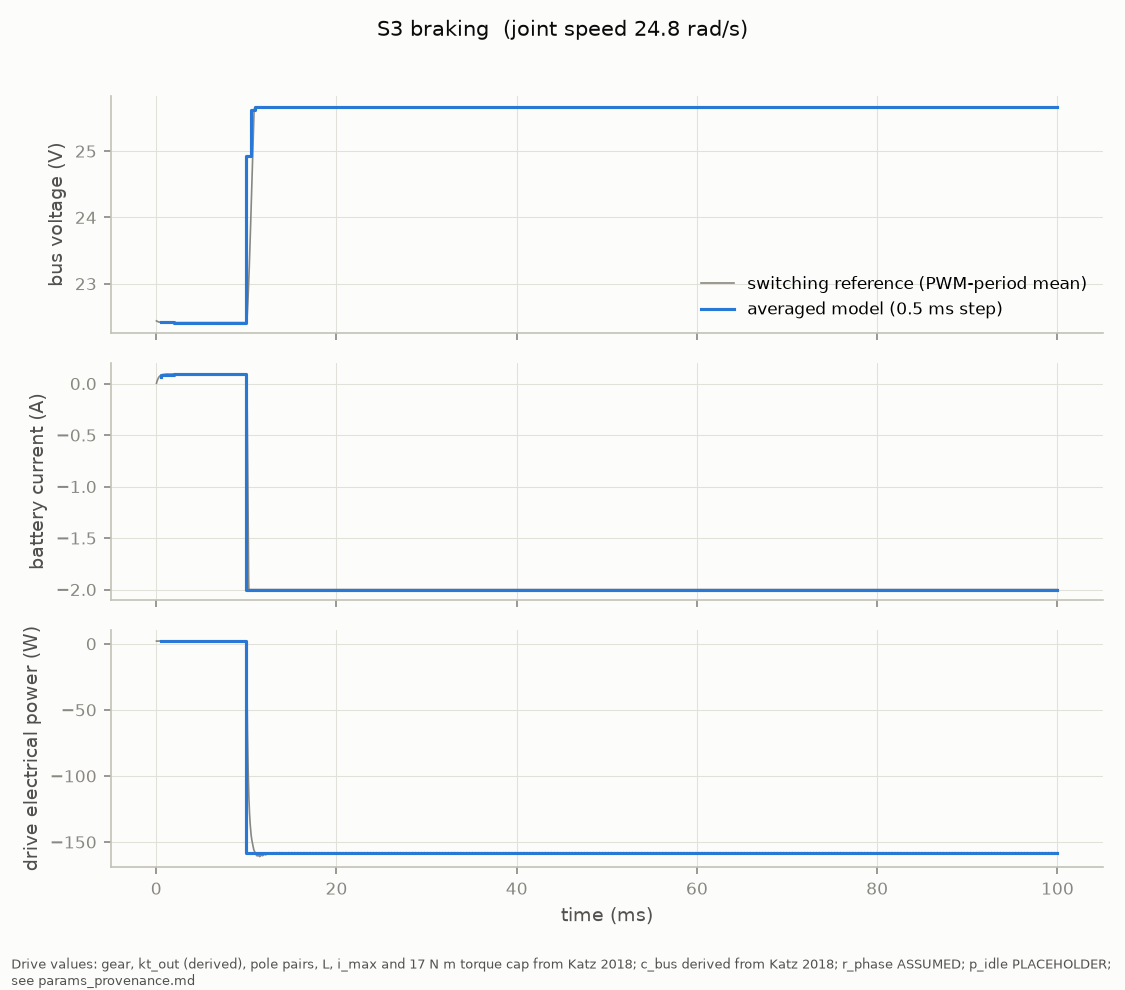 S3 braking  (joint speed 24.8 rad/s)
bus voltage (V)
25
24
23
switching reference (PWM-period mean)
averaged model (0.5 ms step)
battery current (A)
0.0
−0.5
−1.0
−1.5
−2.0
drive electrical power (W)
0
−50
−100
−150
0
20
40
60
80
100
time (ms)
Drive values: gear, kt_out (derived), pole pairs, L, i_max and 17 N m torque cap from Katz 2018; c_bus derived from Katz 2018; r_phase ASSUMED; p_idle PLACEHOLDER;
see params_provenance.md